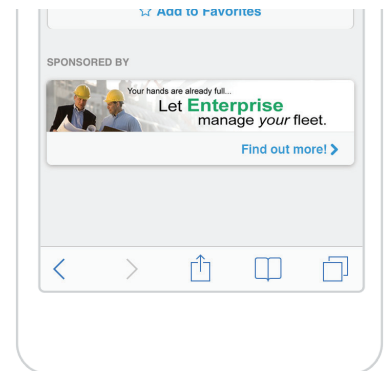 Add to Favorites
SPONSORED BY
Your hands are already full...
Let Enterprise
manage your fleet.
Find out more!